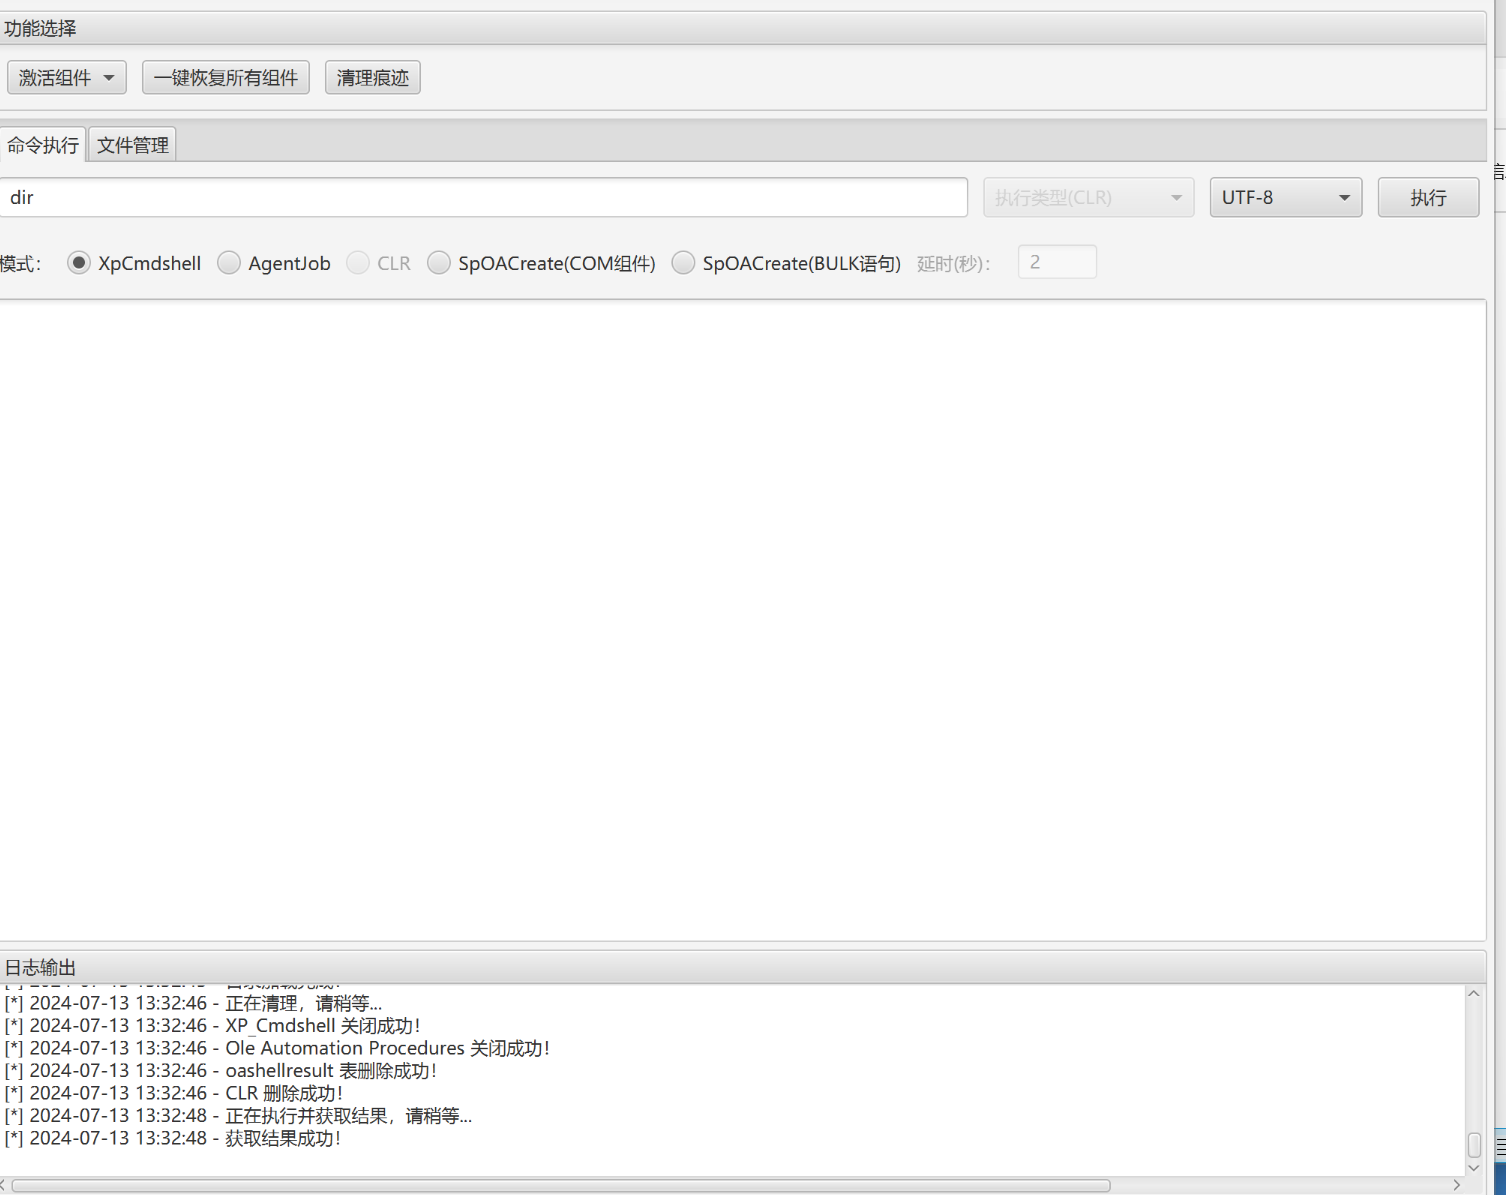 功能选择
激活组件 一键恢复所有组件 清理痕迹
命令执行 文件管理
dir 执行类型(CLR) UTF-8 执行
模式： XpCmdshell AgentJob CLR SpOACreate(COM组件) SpOACreate(BULK语句) 延时(秒)： 2
日志输出
[*] 2024-07-13 13:32:46 - 正在清理，请稍等...
[*] 2024-07-13 13:32:46 - XP_Cmdshell 关闭成功！
[*] 2024-07-13 13:32:46 - Ole Automation Procedures 关闭成功！
[*] 2024-07-13 13:32:46 - oashellresult 表删除成功！
[*] 2024-07-13 13:32:46 - CLR 删除成功！
[*] 2024-07-13 13:32:48 - 正在执行并获取结果，请稍等...
[*] 2024-07-13 13:32:48 - 获取结果成功！